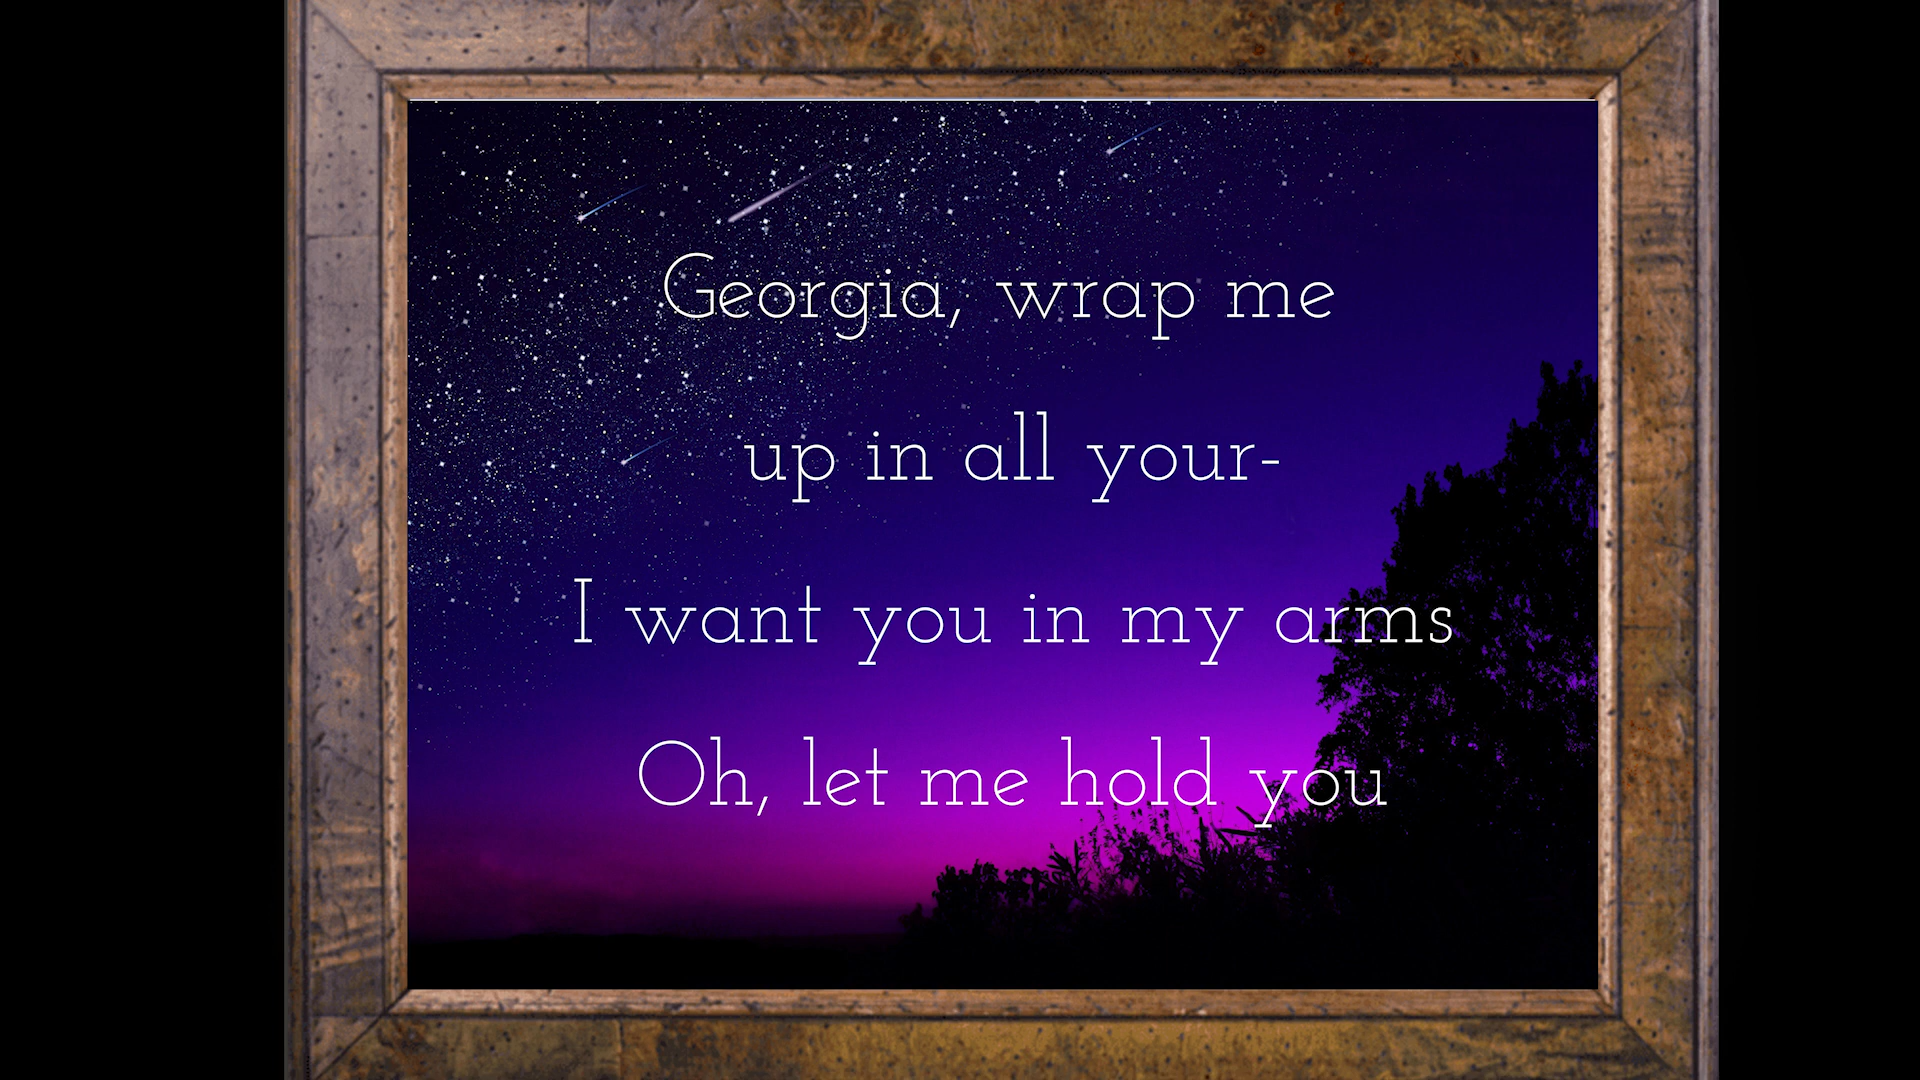 Georgia, wrap me
up in all your-
I want you in my arms
Oh, let me hold you